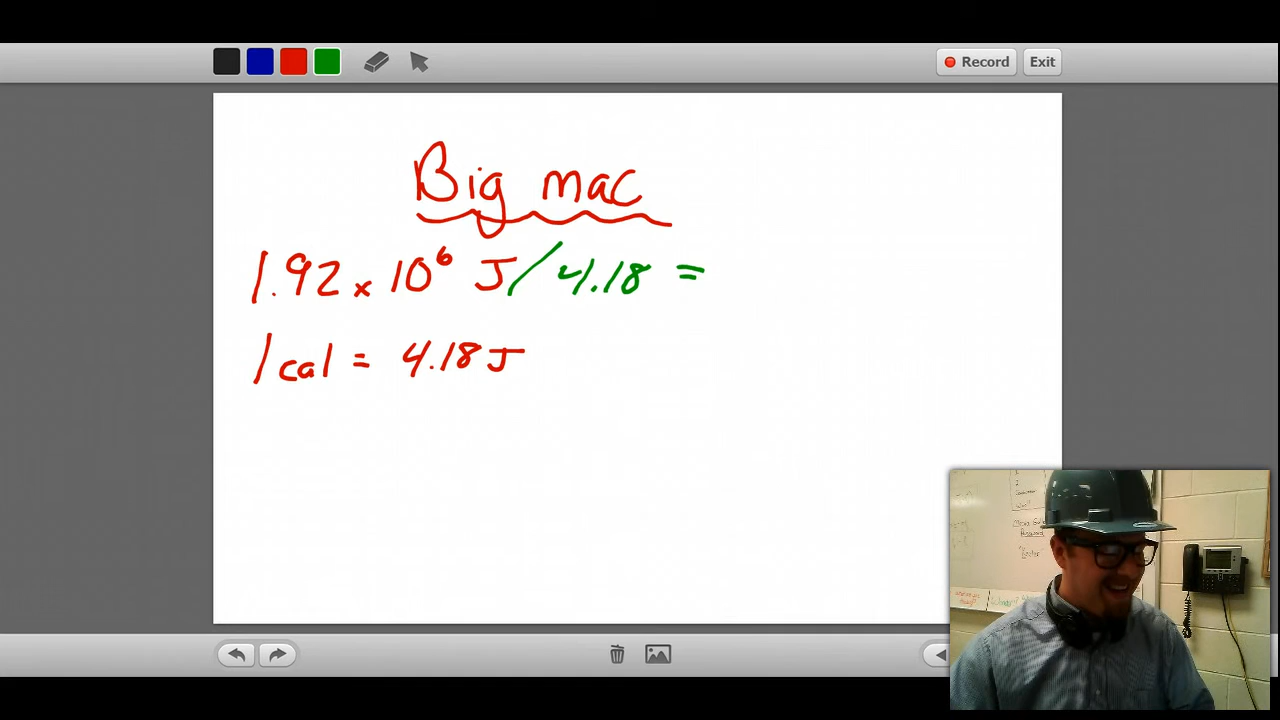 Record Exit
Big mac
1.92 x 10⁶ J / 4.18 =
1 cal = 4.18 J